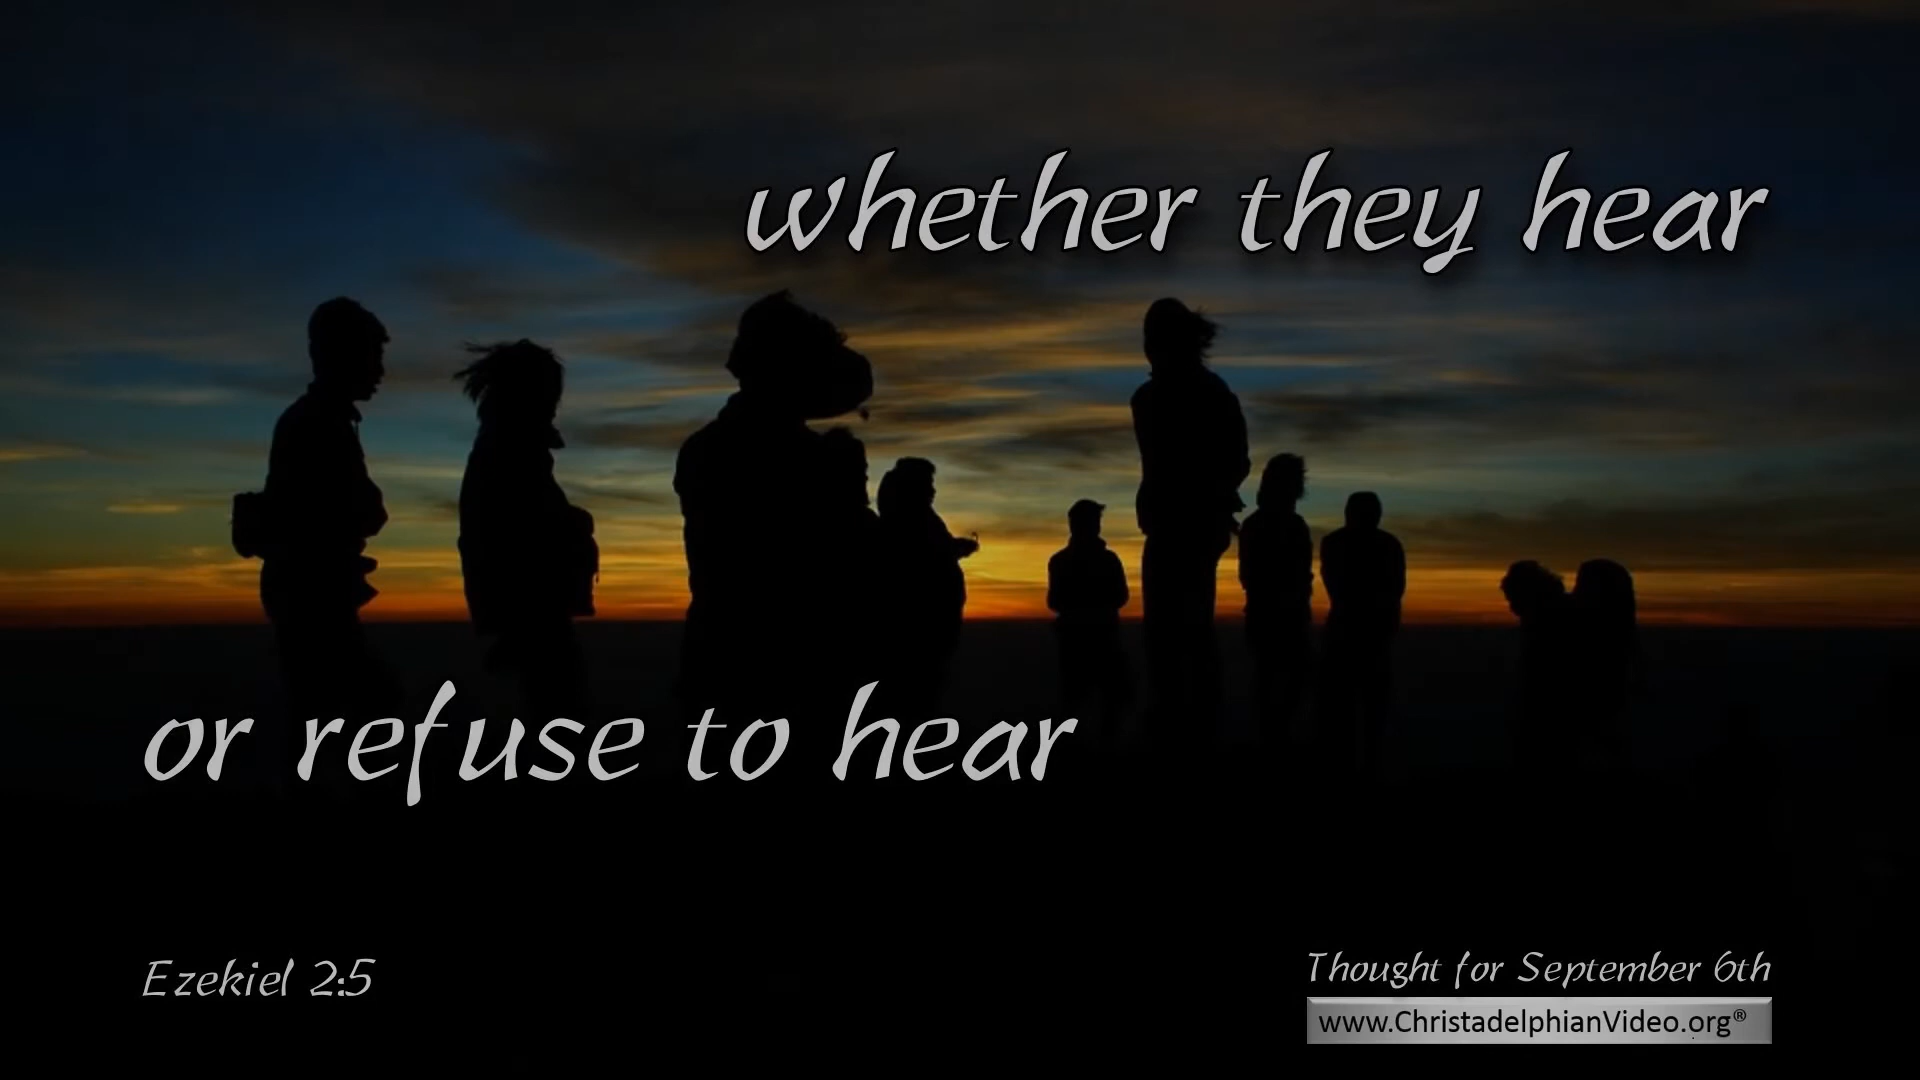 whether they hear
or refuse to hear
Ezekiel 2:5
Thought for September 6th
www.ChristadelphianVideo.org®